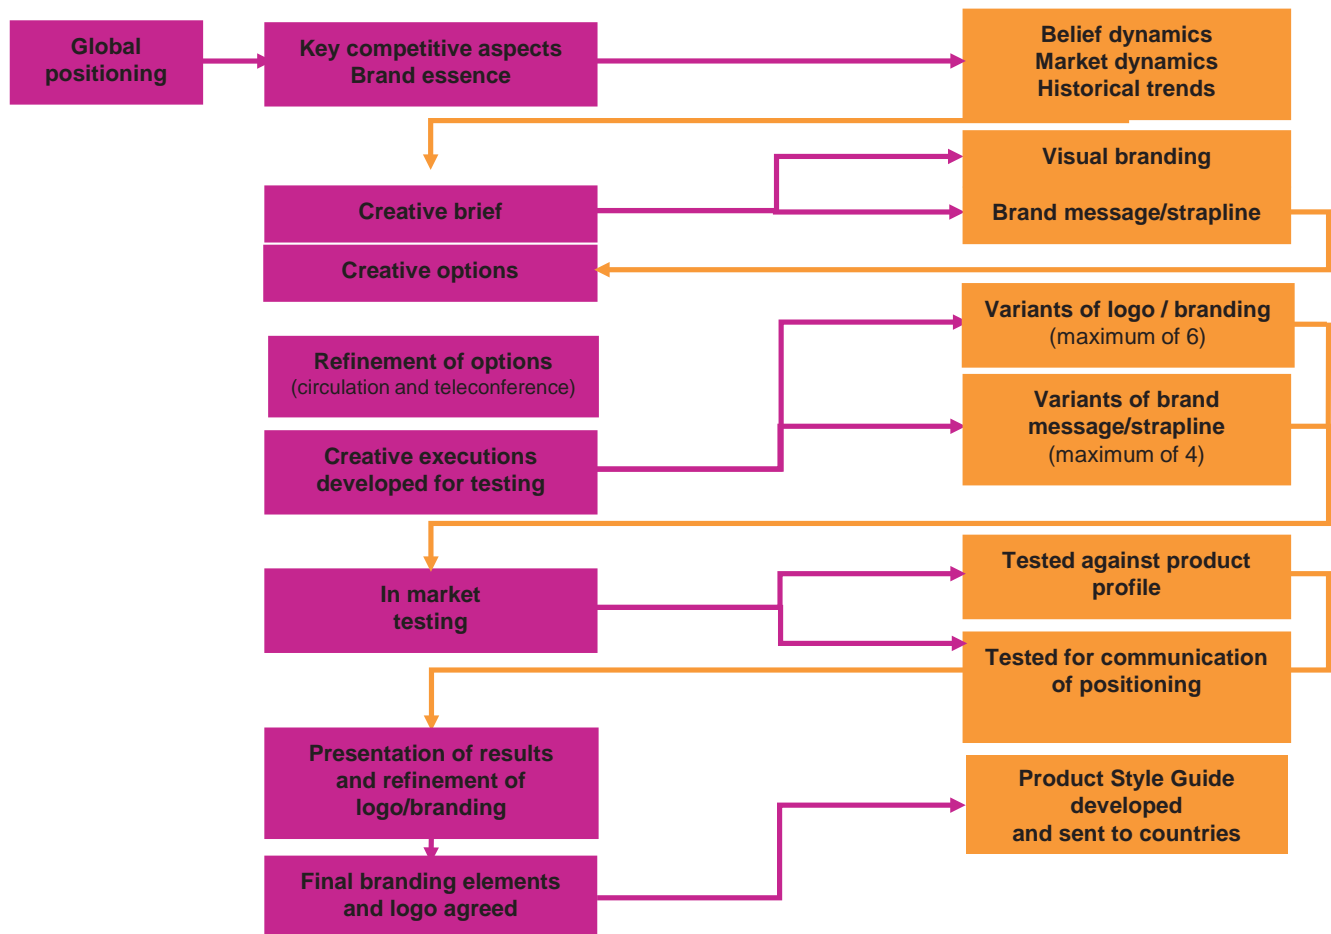 Global
positioning
Key competitive aspects
Brand essence
Belief dynamics
Market dynamics
Historical trends
Creative brief
Visual branding
Brand message/strapline
Creative options
Refinement of options
(circulation and teleconference)
Creative executions
developed for testing
Variants of logo / branding
(maximum of 6)
Variants of brand
message/strapline
(maximum of 4)
In market
testing
Tested against product
profile
Tested for communication
of positioning
Presentation of results
and refinement of
logo/branding
Final branding elements
and logo agreed
Product Style Guide
developed
and sent to countries